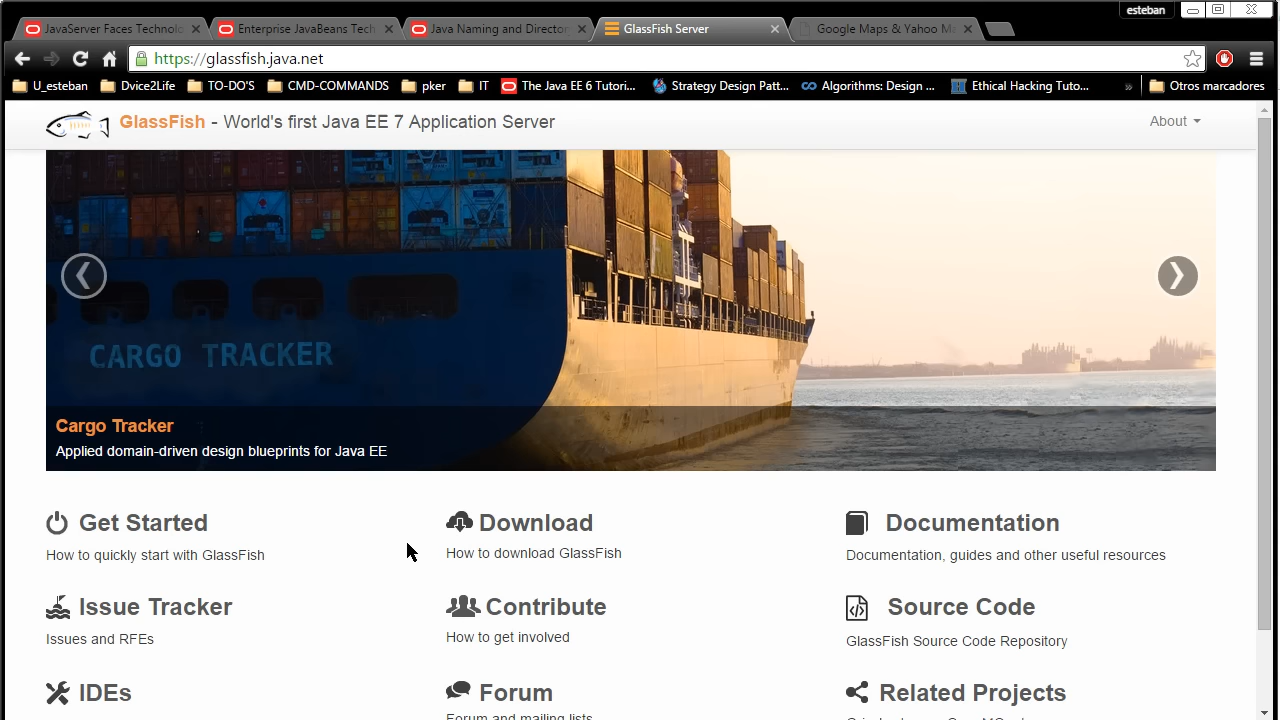 esteban
JavaServer Faces Technolo
Enterprise JavaBeans Tech
Java Naming and Director
GlassFish Server
Google Maps & Yahoo Ma
https://glassfish.java.net
U_esteban
Dvice2Life
TO-DO'S
CMD-COMMANDS
pker
IT
The Java EE 6 Tutori...
Strategy Design Patt...
Algorithms: Design ...
Ethical Hacking Tuto...
»
Otros marcadores
GlassFish - World's first Java EE 7 Application Server
About
CARGO TRACKER
Cargo Tracker
Applied domain-driven design blueprints for Java EE
Get Started
How to quickly start with GlassFish
Download
How to download GlassFish
Documentation
Documentation, guides and other useful resources
Issue Tracker
Issues and RFEs
Contribute
How to get involved
Source Code
GlassFish Source Code Repository
IDEs
Forum
Forum and mailing lists
Related Projects